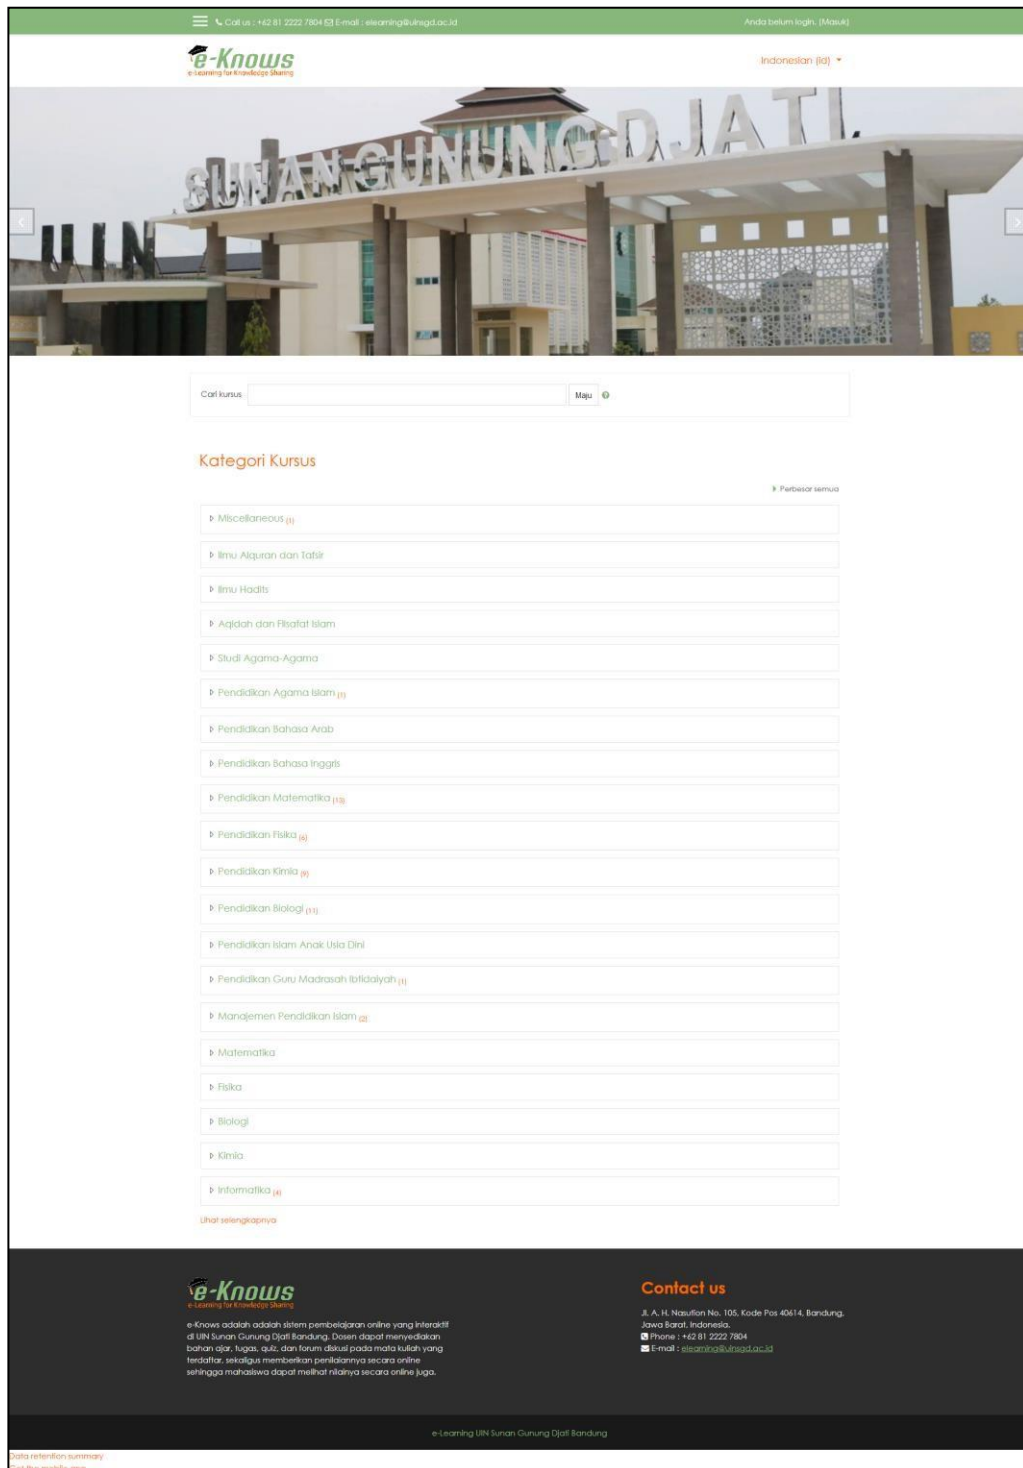 Call us : +62 81 2222 7804 E-mail : elearning@uinsgd.ac.id
Anda belum login. (Masuk)
e-Knows
e-Learning for Knowledge Sharing
Indonesian (id)
UIN SUNAN GUNUNG DJATI
Cari kursus
Maju
Kategori Kursus
Perbesar semua
Miscellaneous
Ilmu Alquran dan Tafsir
Ilmu Hadits
Aqidah dan Filsafat Islam
Studi Agama-Agama
Pendidikan Agama Islam (1)
Pendidikan Bahasa Arab
Pendidikan Bahasa Inggris
Pendidikan Matematika (13)
Pendidikan Fisika (6)
Pendidikan Kimia (9)
Pendidikan Biologi (11)
Pendidikan Islam Anak Usia Dini
Pendidikan Guru Madrasah Ibtidaiyah (1)
Manajemen Pendidikan Islam (2)
Matematika
Fisika
Biologi
Kimia
Informatika (4)
Lihat selengkapnya
e-Knows
e-Learning for Knowledge Sharing
e-Knows adalah adalah sistem pembelajaran online yang interaktif
di UIN Sunan Gunung Djati Bandung. Dosen dapat menyediakan
bahan ajar, tugas, quiz, dan forum diskusi pada mata kuliah yang
terdaftar, sekaligus memberikan penilaiannya secara online
sehingga mahasiswa dapat melihat nilainya secara online juga.
Contact us
Jl. A. H. Nasution No. 105, Kode Pos 40614, Bandung,
Jawa Barat, Indonesia.
Phone : +62 81 2222 7804
E-mail : elearning@uinsgd.ac.id
e-Learning UIN Sunan Gunung Djati Bandung
Data retention summary